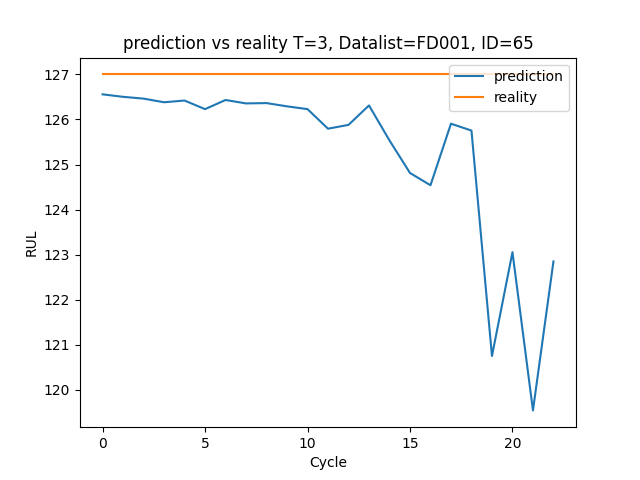 prediction vs reality T=3, Datalist=FD001, ID=65
prediction
reality
127
126
125
124
123
122
121
120
RUL
0 5 10 15 20
Cycle